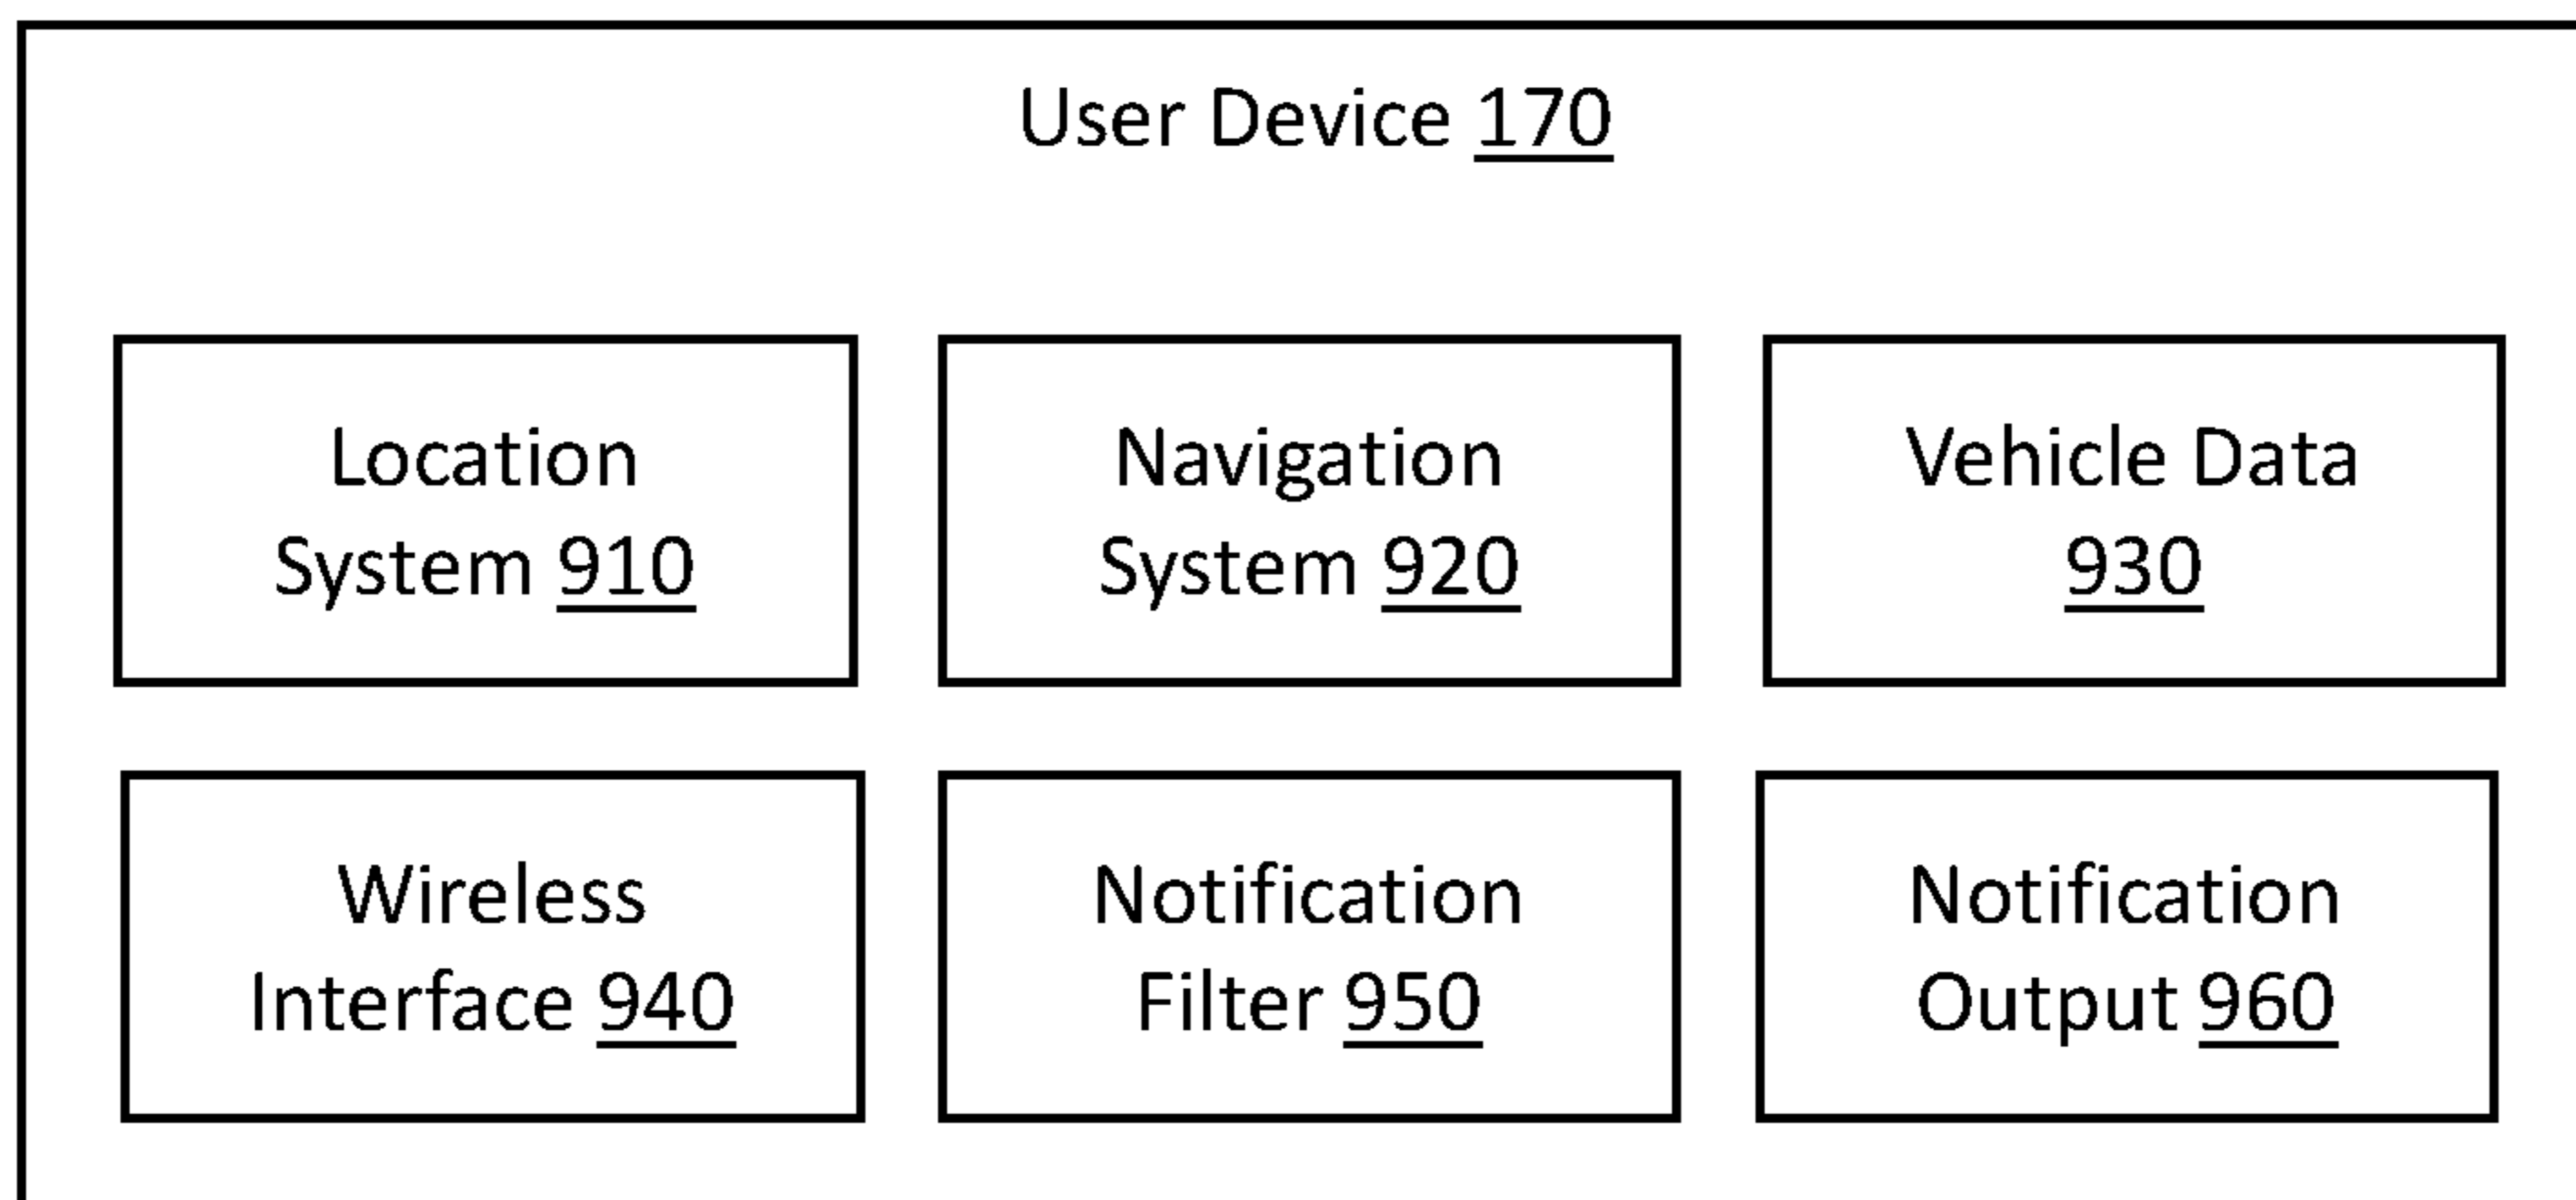 User Device 170
Location
System 910
Navigation
System 920
Vehicle Data
930
Wireless
Interface 940
Notification
Filter 950
Notification
Output 960